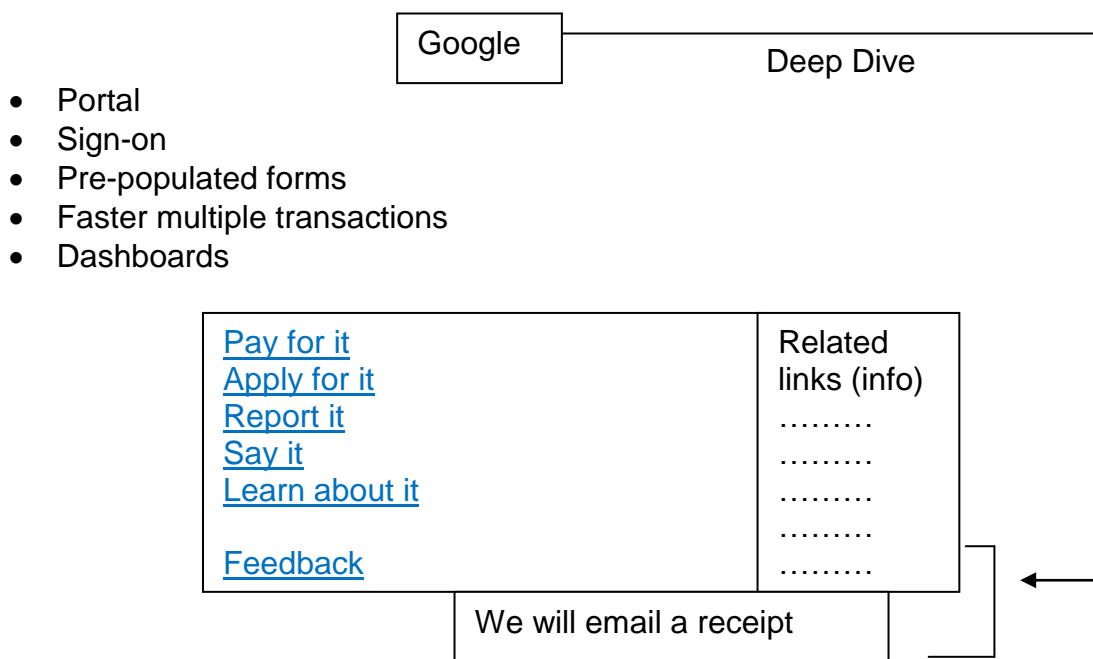 Google
Deep Dive
• Portal
• Sign-on
• Pre-populated forms
• Faster multiple transactions
• Dashboards
Pay for it
Apply for it
Report it
Say it
Learn about it
Feedback
Related
links (info)
………
………
………
………
………
We will email a receipt